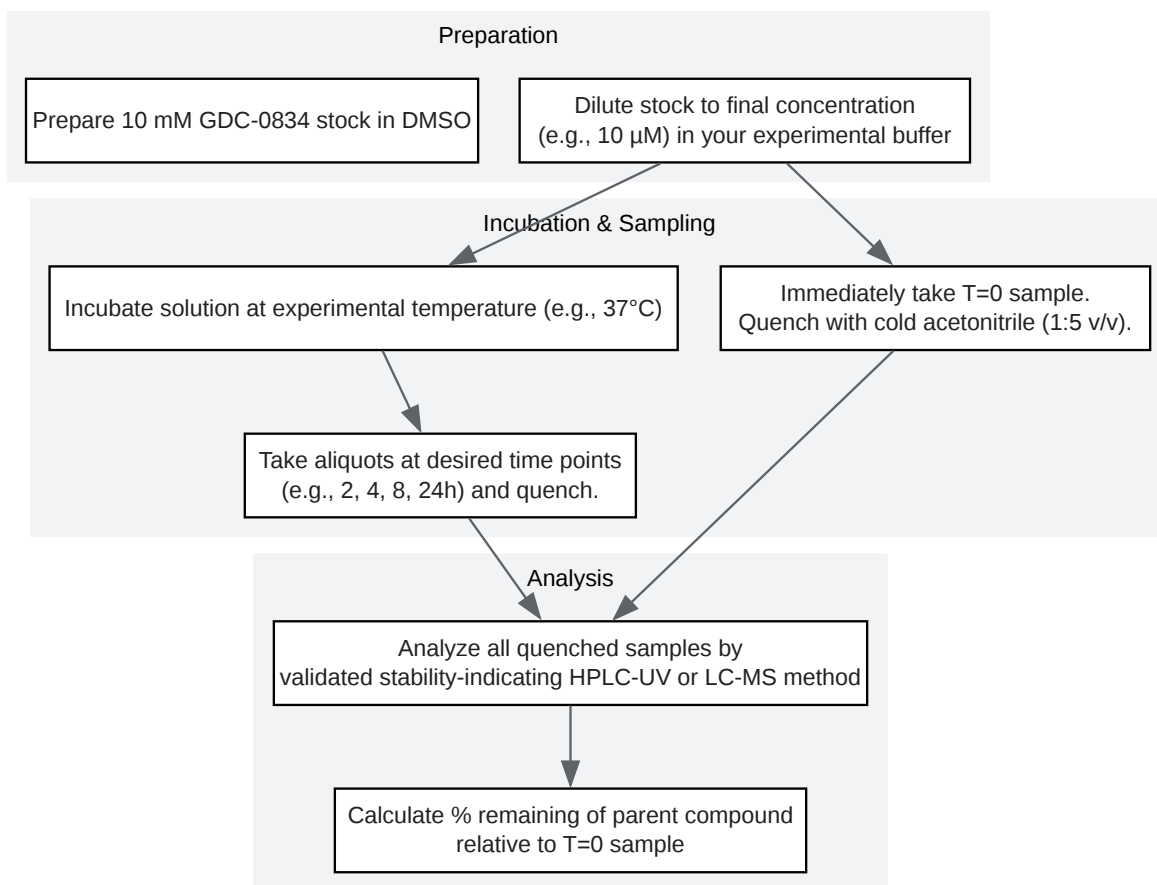 Preparation
Prepare 10 mM GDC-0834 stock in DMSO
Dilute stock to final concentration
(e.g., 10 µM) in your experimental buffer
Incubation & Sampling
Incubate solution at experimental temperature (e.g., 37°C)
Immediately take T=0 sample.
Quench with cold acetonitrile (1:5 v/v).
Take aliquots at desired time points
(e.g., 2, 4, 8, 24h) and quench.
Analysis
Analyze all quenched samples by
validated stability-indicating HPLC-UV or LC-MS method
Calculate % remaining of parent compound
relative to T=0 sample